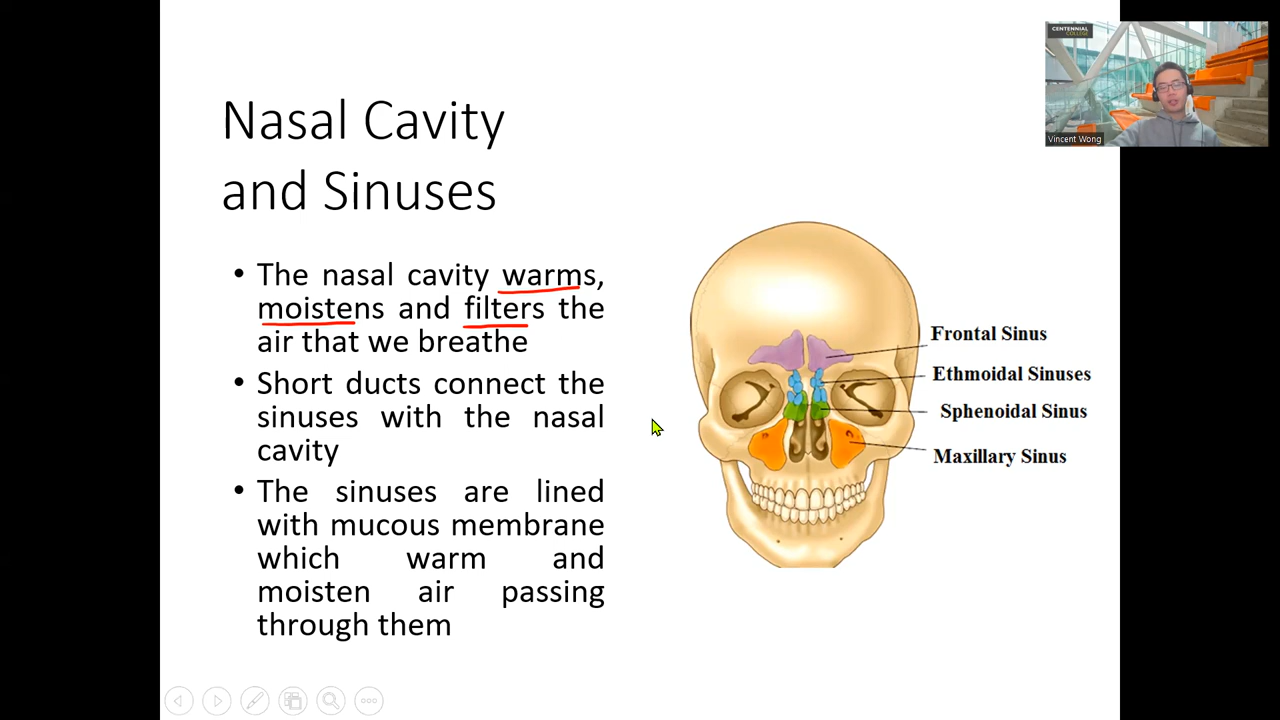 CENTENNIAL
COLLEGE
Vincent Wong
Nasal Cavity
and Sinuses
• The nasal cavity warms,
moistens and filters the
air that we breathe
• Short ducts connect the
sinuses with the nasal
cavity
• The sinuses are lined
with mucous membrane
which warm and
moisten air passing
through them
Frontal Sinus
Ethmoidal Sinuses
Sphenoidal Sinus
Maxillary Sinus